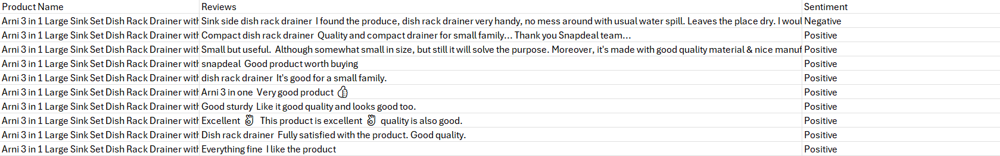 Product Name Reviews Sentiment
Arni 3 in 1 Large Sink Set Dish Rack Drainer with Sink side dish rack drainer I found the produce, dish rack drainer very handy, no mess around with usual water spill. Leaves the place dry. I woul Negative
Arni 3 in 1 Large Sink Set Dish Rack Drainer with Compact dish rack drainer Quality and compact drainer for small family... Thank you Snapdeal team... Positive
Arni 3 in 1 Large Sink Set Dish Rack Drainer with Small but useful. Although somewhat small in size, but still it will solve the purpose. Moreover, it's made with good quality material & nice manuf Positive
Arni 3 in 1 Large Sink Set Dish Rack Drainer with snapdeal Good product worth buying Positive
Arni 3 in 1 Large Sink Set Dish Rack Drainer with dish rack drainer It's good for a small family. Positive
Arni 3 in 1 Large Sink Set Dish Rack Drainer with Arni 3 in one Very good product 👍 Positive
Arni 3 in 1 Large Sink Set Dish Rack Drainer with Good sturdy Like it good quality and looks good too. Positive
Arni 3 in 1 Large Sink Set Dish Rack Drainer with Excellent 👌 This product is excellent 👌 quality is also good. Positive
Arni 3 in 1 Large Sink Set Dish Rack Drainer with Dish rack drainer Fully satisfied with the product. Good quality. Positive
Arni 3 in 1 Large Sink Set Dish Rack Drainer with Everything fine I like the product Positive